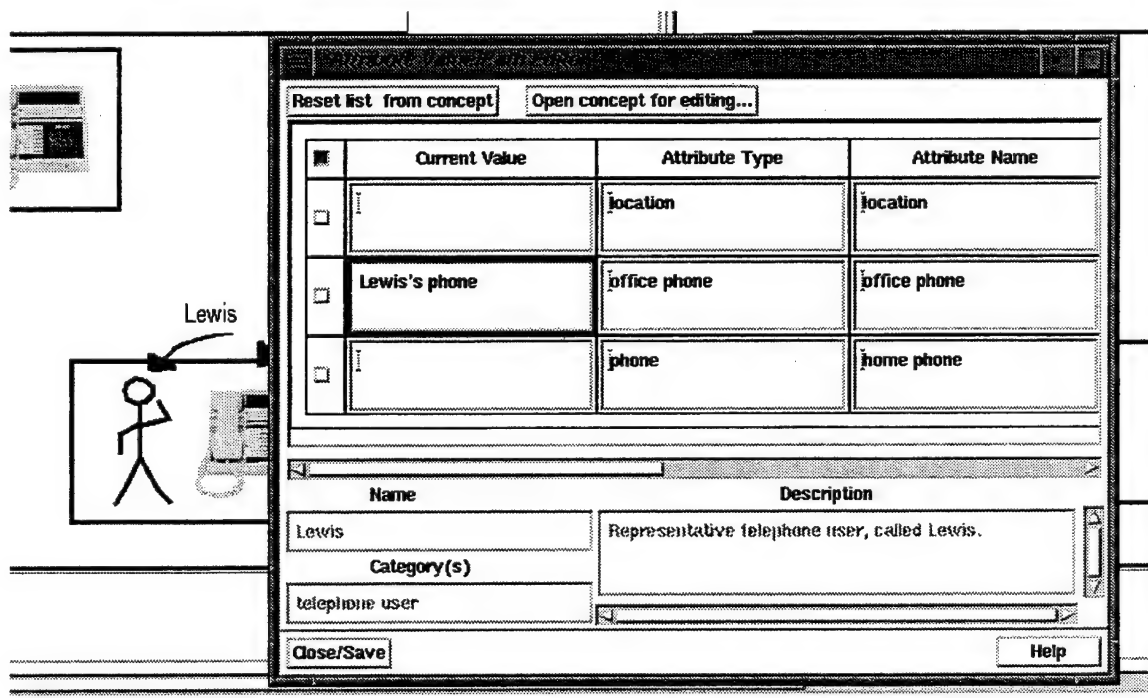 Reset list from concept Open concept for editing...
Current Value Attribute Type Attribute Name
location location
Lewis's phone office phone office phone
phone home phone
Lewis
Name Description
Lewis Representative telephone user, called Lewis.
Category(s)
telephone user
Close/Save Help